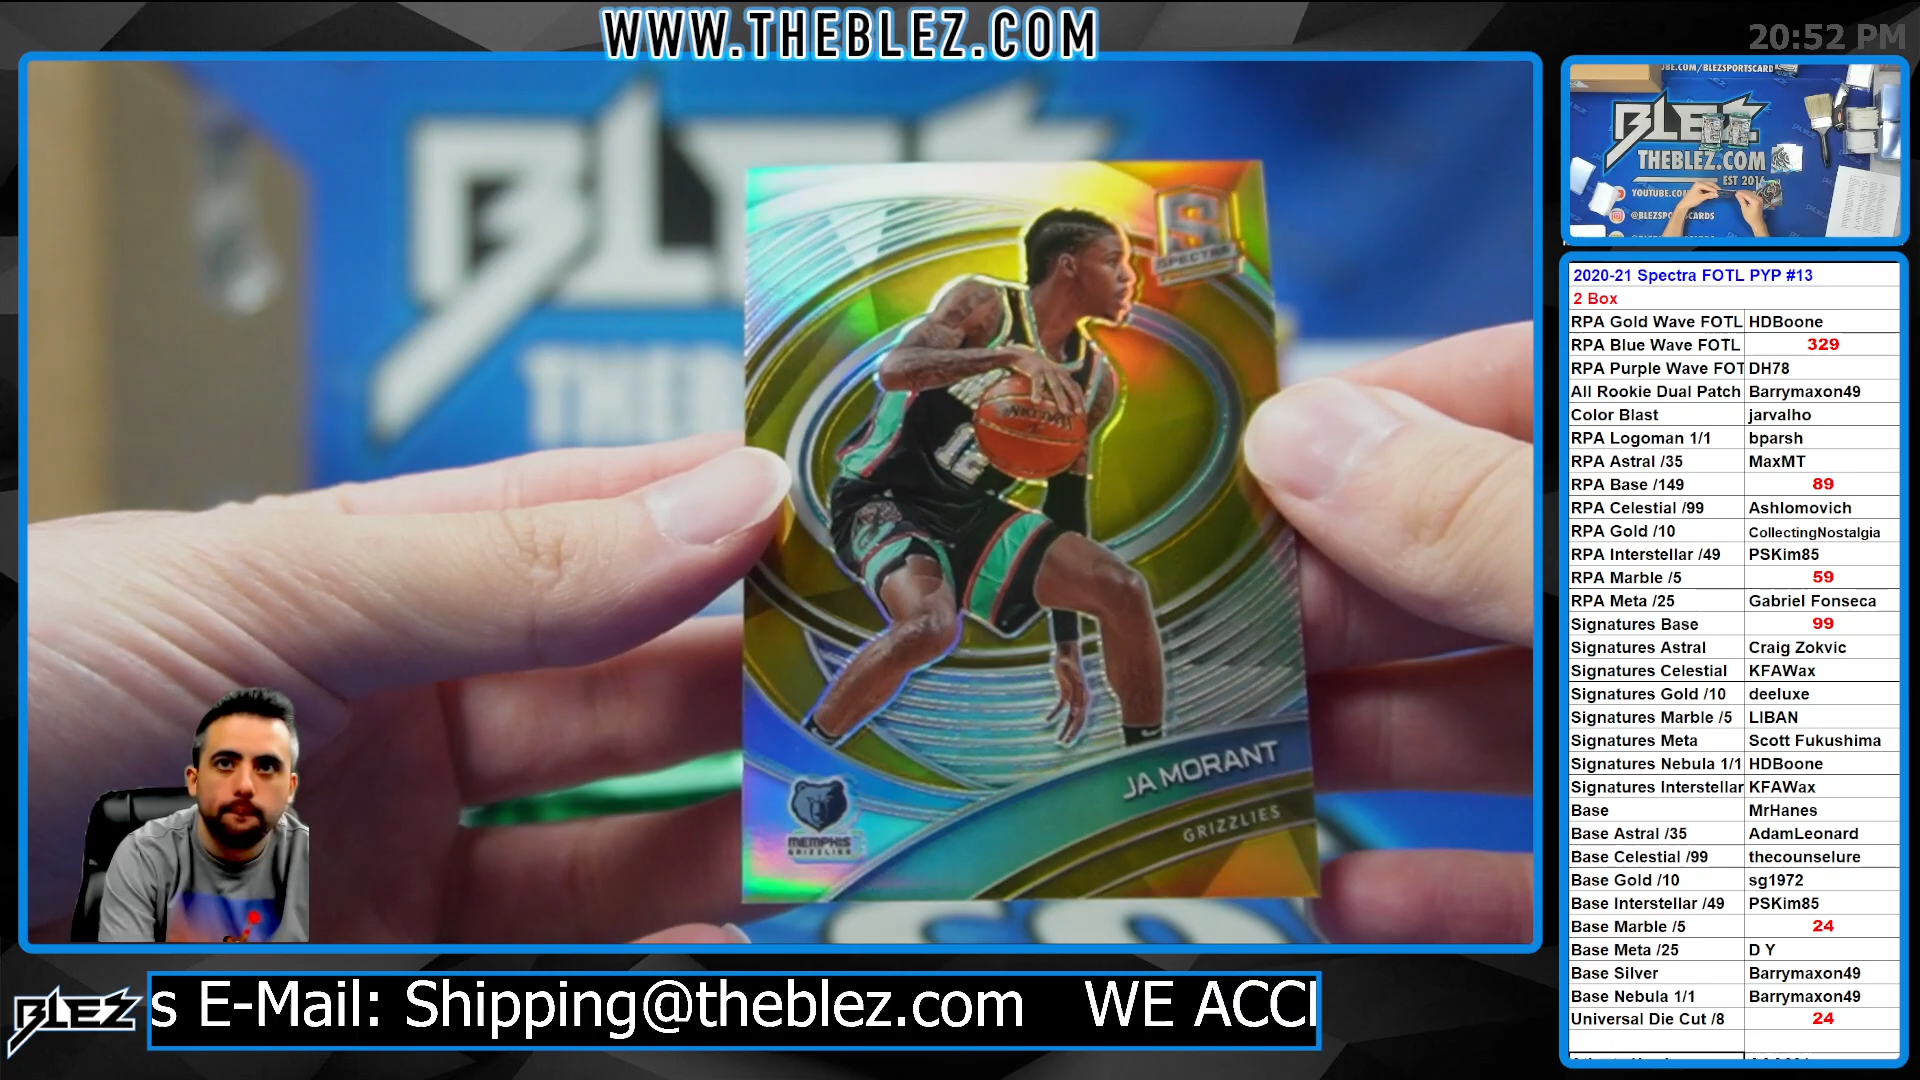 WWW.THEBLEZ.COM
20:52 PM
BLEZ
SPECTRA
12
JA MORANT
GRIZZLIES
MEMPHIS
GRIZZLIES
BLEZ
THEBLEZ.COM
EST 2016
@BLEZSPORTSCARDS
2020-21 Spectra FOTL PYP #13
2 Box
RPA Gold Wave FOTL HDBoone
RPA Blue Wave FOTL 329
RPA Purple Wave FOT DH78
All Rookie Dual Patch Barrymaxon49
Color Blast jarvalho
RPA Logoman 1/1 bparsh
RPA Astral /35 MaxMT
RPA Base /149 89
RPA Celestial /99 Ashlomovich
RPA Gold /10 CollectingNostalgia
RPA Interstellar /49 PSKim85
RPA Marble /5 59
RPA Meta /25 Gabriel Fonseca
Signatures Base 99
Signatures Astral Craig Zokvic
Signatures Celestial KFAWax
Signatures Gold /10 deeluxe
Signatures Marble /5 LIBAN
Signatures Meta Scott Fukushima
Signatures Nebula 1/1 HDBoone
Signatures Interstellar KFAWax
Base MrHanes
Base Astral /35 AdamLeonard
Base Celestial /99 thecounselure
Base Gold /10 sg1972
Base Interstellar /49 PSKim85
Base Marble /5 24
Base Meta /25 D Y
Base Silver Barrymaxon49
Base Nebula 1/1 Barrymaxon49
Universal Die Cut /8 24
BLEZ
s E-Mail: Shipping@theblez.com WE ACC